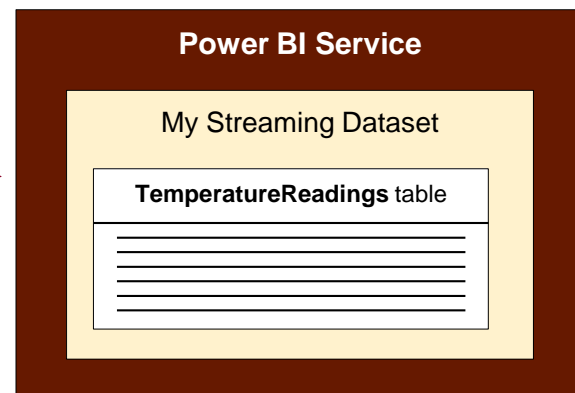 Power BI Service
My Streaming Dataset
TemperatureReadings table